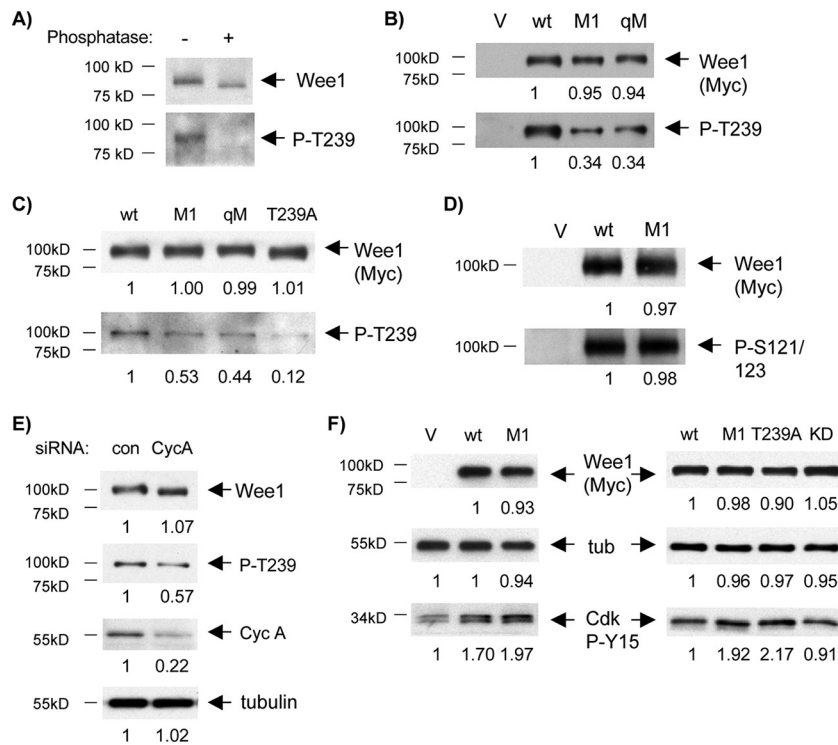 A)
Phosphatase: - +
100 kD
75 kD
Wee1
100 kD
75 kD
P-T239
B)
V wt M1 qM
100kD
75kD
Wee1
(Myc)
1 0.95 0.94
100kD
75kD
P-T239
1 0.34 0.34
C)
wt M1 qM T239A
100kD
75kD
Wee1
(Myc)
1 1.00 0.99 1.01
100kD
75kD
P-T239
1 0.53 0.44 0.12
D)
V wt M1
100kD
Wee1
(Myc)
1 0.97
100kD
P-S121/
123
1 0.98
E)
siRNA: con CycA
100kD
75kD
Wee1
1 1.07
100kD
75kD
P-T239
1 0.57
55kD
Cyc A
1 0.22
55kD
tubulin
1 1.02
F)
V wt M1
wt M1 T239A KD
100kD
75kD
Wee1
(Myc)
1 0.93
1 0.98 0.90 1.05
55kD
tub
1 1 0.94
1 0.96 0.97 0.95
34kD
Cdk
P-Y15
1 1.70 1.97
1 1.92 2.17 0.91